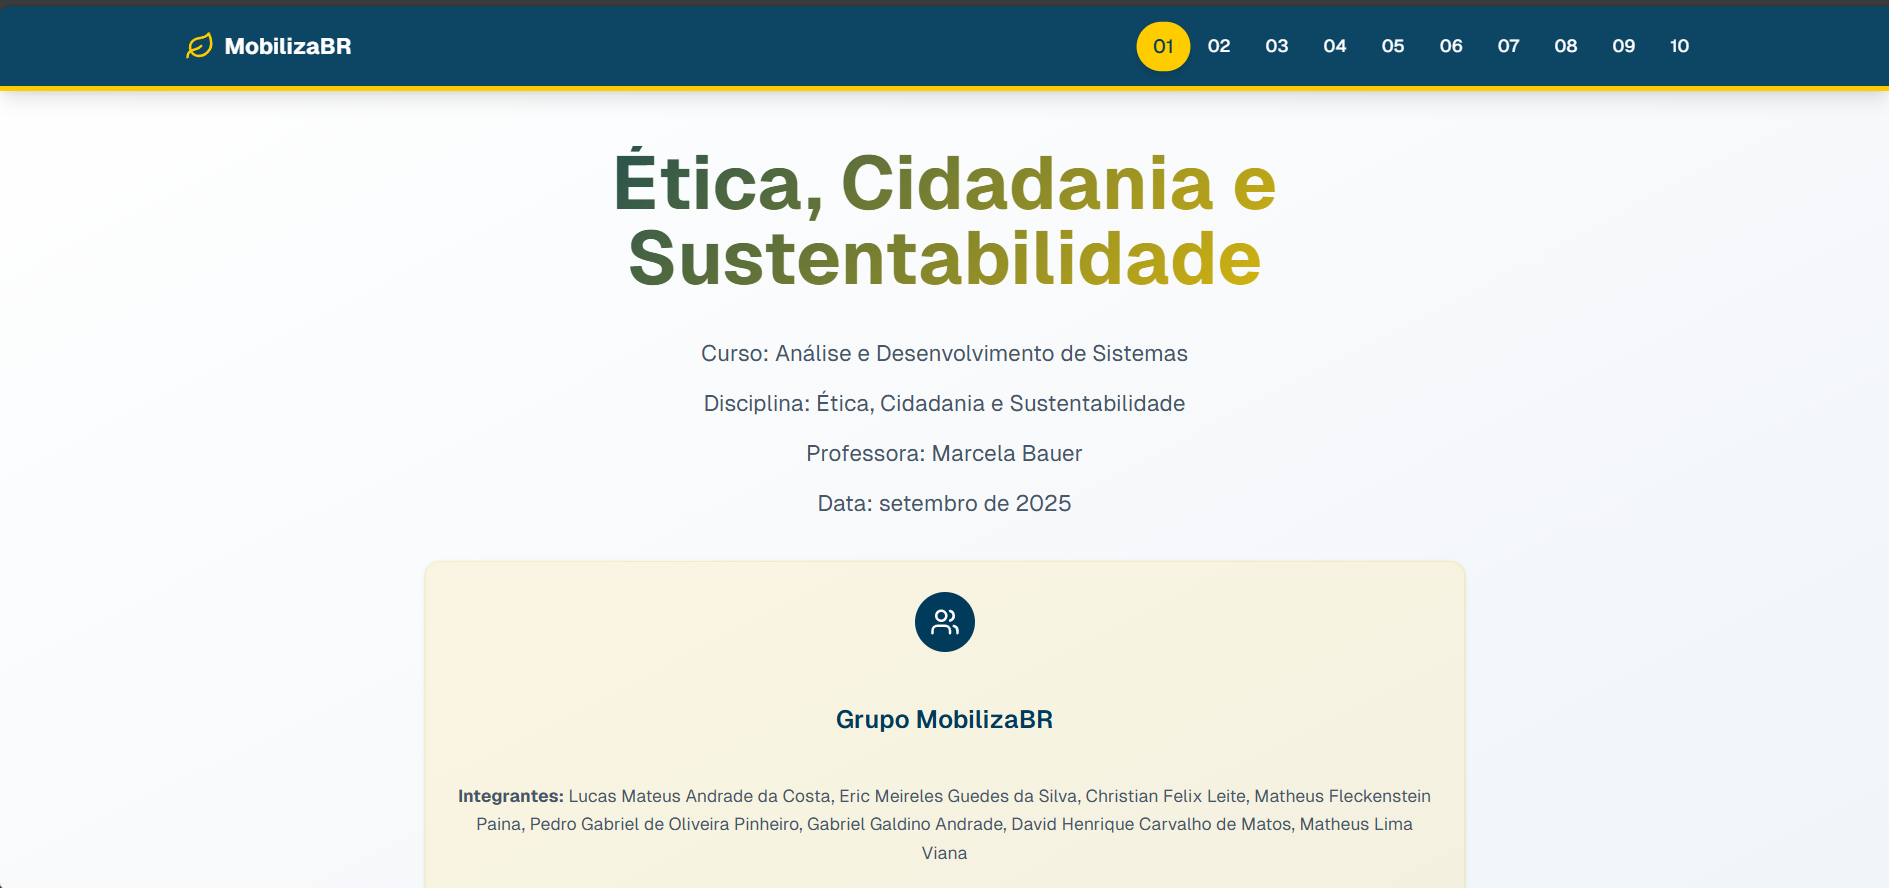 MobilizaBR
01 02 03 04 05 06 07 08 09 10
Ética, Cidadania e
Sustentabilidade
Curso: Análise e Desenvolvimento de Sistemas
Disciplina: Ética, Cidadania e Sustentabilidade
Professora: Marcela Bauer
Data: setembro de 2025
Grupo MobilizaBR
Integrantes: Lucas Mateus Andrade da Costa, Eric Meireles Guedes da Silva, Christian Felix Leite, Matheus Fleckenstein
Paina, Pedro Gabriel de Oliveira Pinheiro, Gabriel Galdino Andrade, David Henrique Carvalho de Matos, Matheus Lima
Viana